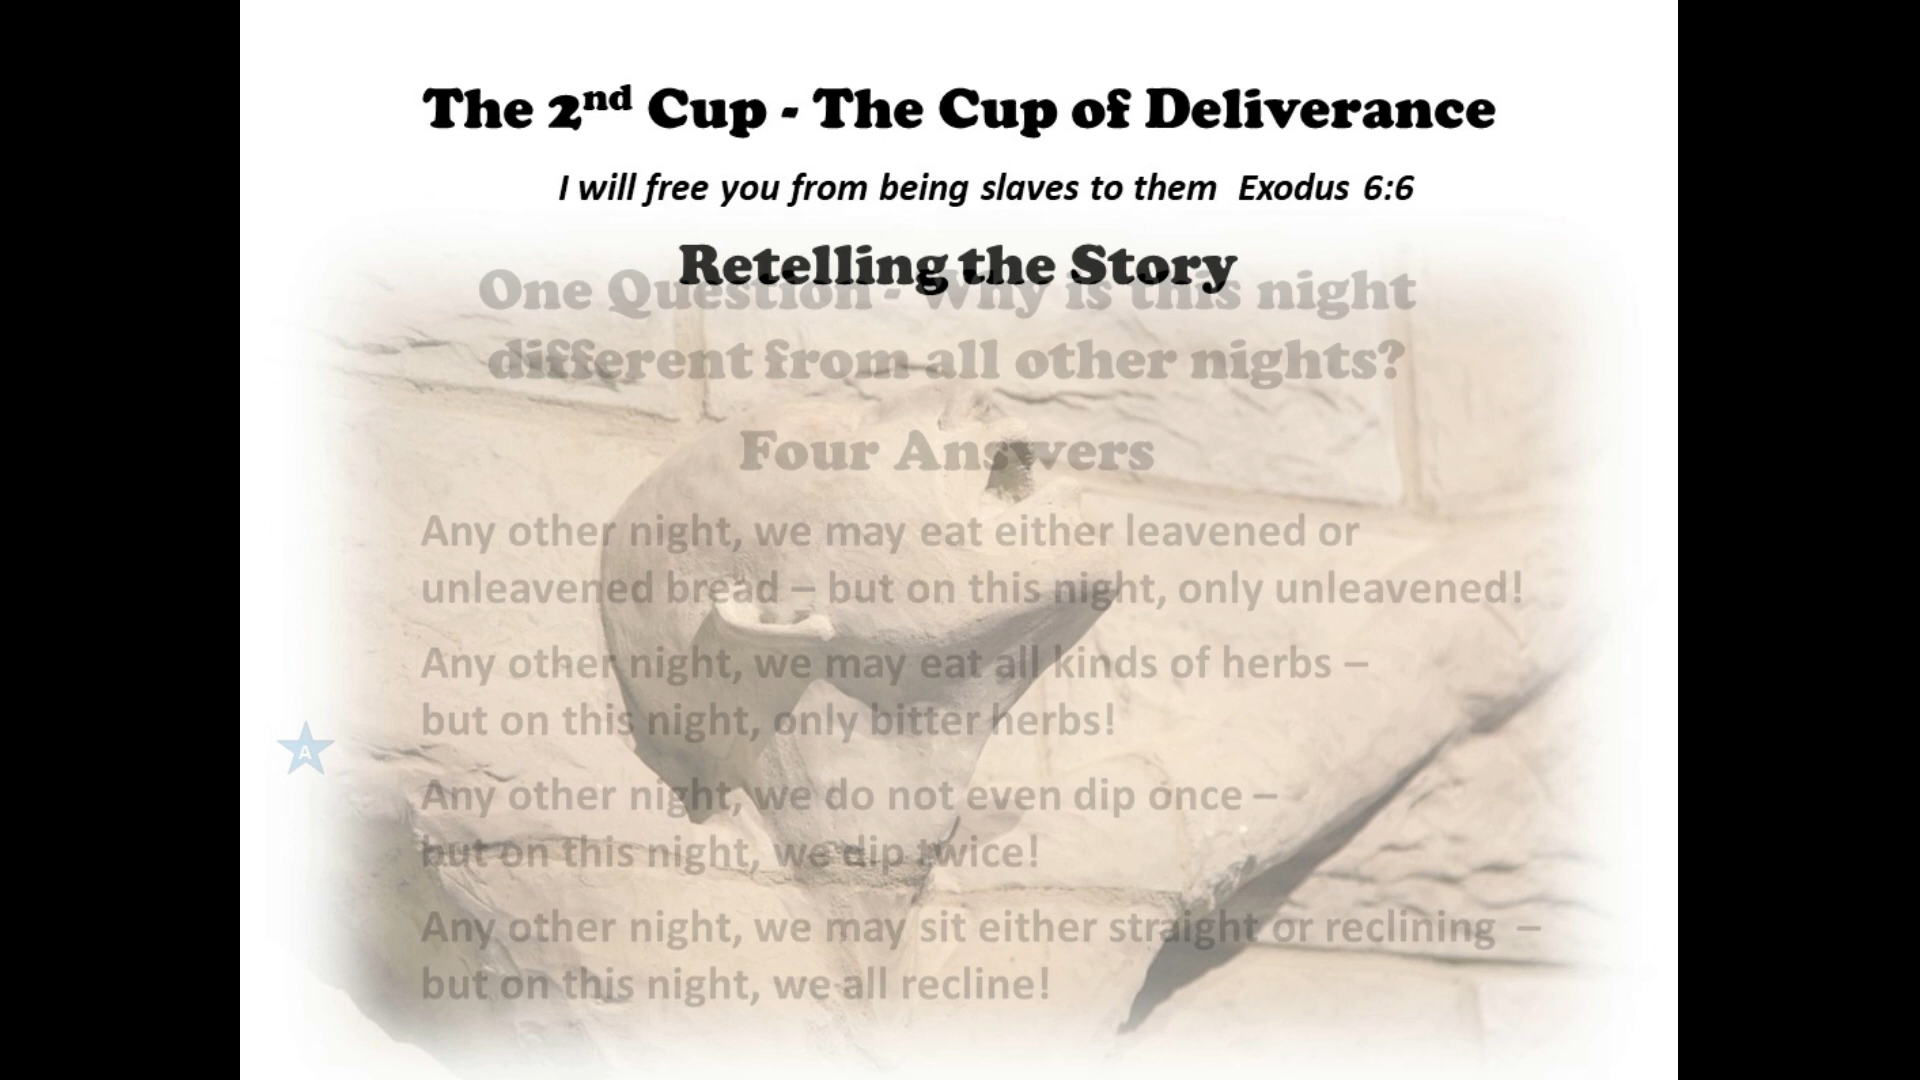 The 2nd Cup - The Cup of Deliverance
I will free you from being slaves to them Exodus 6:6
Retelling the Story
One Question - Why is this night
different from all other nights?
Four Answers
Any other night, we may eat either leavened or
unleavened bread – but on this night, only unleavened!
Any other night, we may eat all kinds of herbs –
but on this night, only bitter herbs!
A
Any other night, we do not even dip once –
but on this night, we dip twice!
Any other night, we may sit either straight or reclining –
but on this night, we all recline!